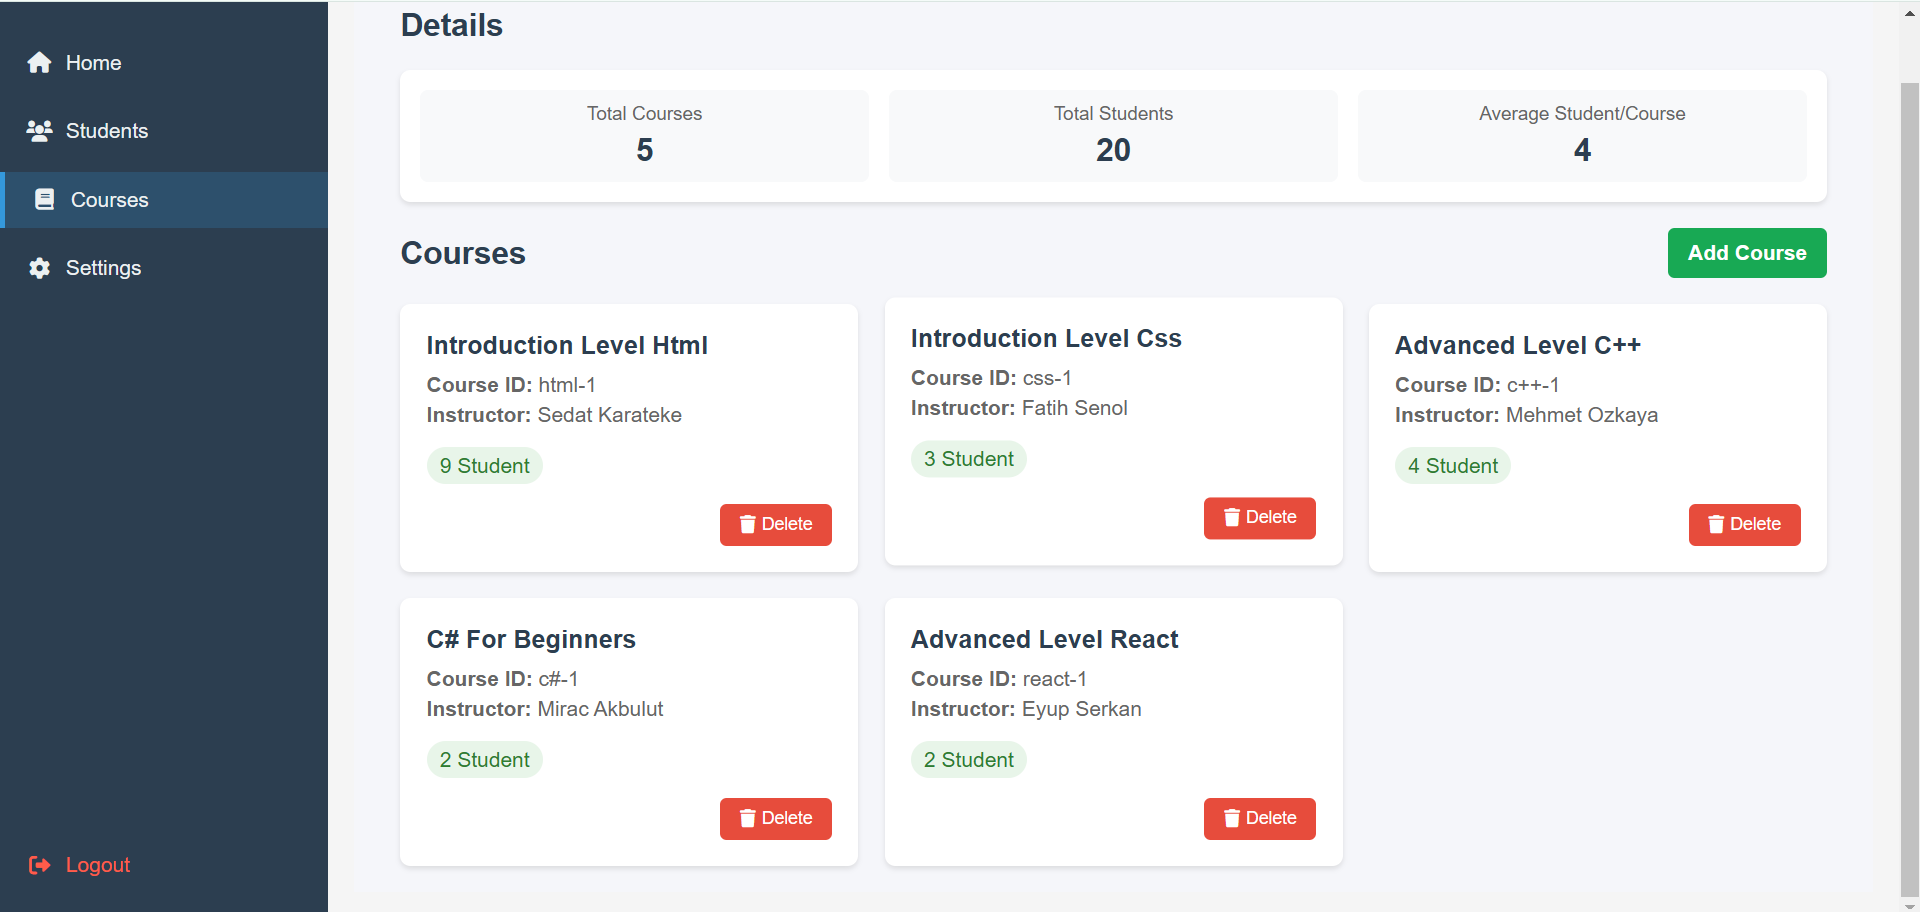 Home
Students
Courses
Settings
Logout
Details
Total Courses
5
Total Students
20
Average Student/Course
4
Courses
Add Course
Introduction Level Html
Course ID: html-1
Instructor: Sedat Karateke
9 Student
Delete
Introduction Level Css
Course ID: css-1
Instructor: Fatih Senol
3 Student
Delete
Advanced Level C++
Course ID: c++-1
Instructor: Mehmet Ozkaya
4 Student
Delete
C# For Beginners
Course ID: c#-1
Instructor: Mirac Akbulut
2 Student
Delete
Advanced Level React
Course ID: react-1
Instructor: Eyup Serkan
2 Student
Delete